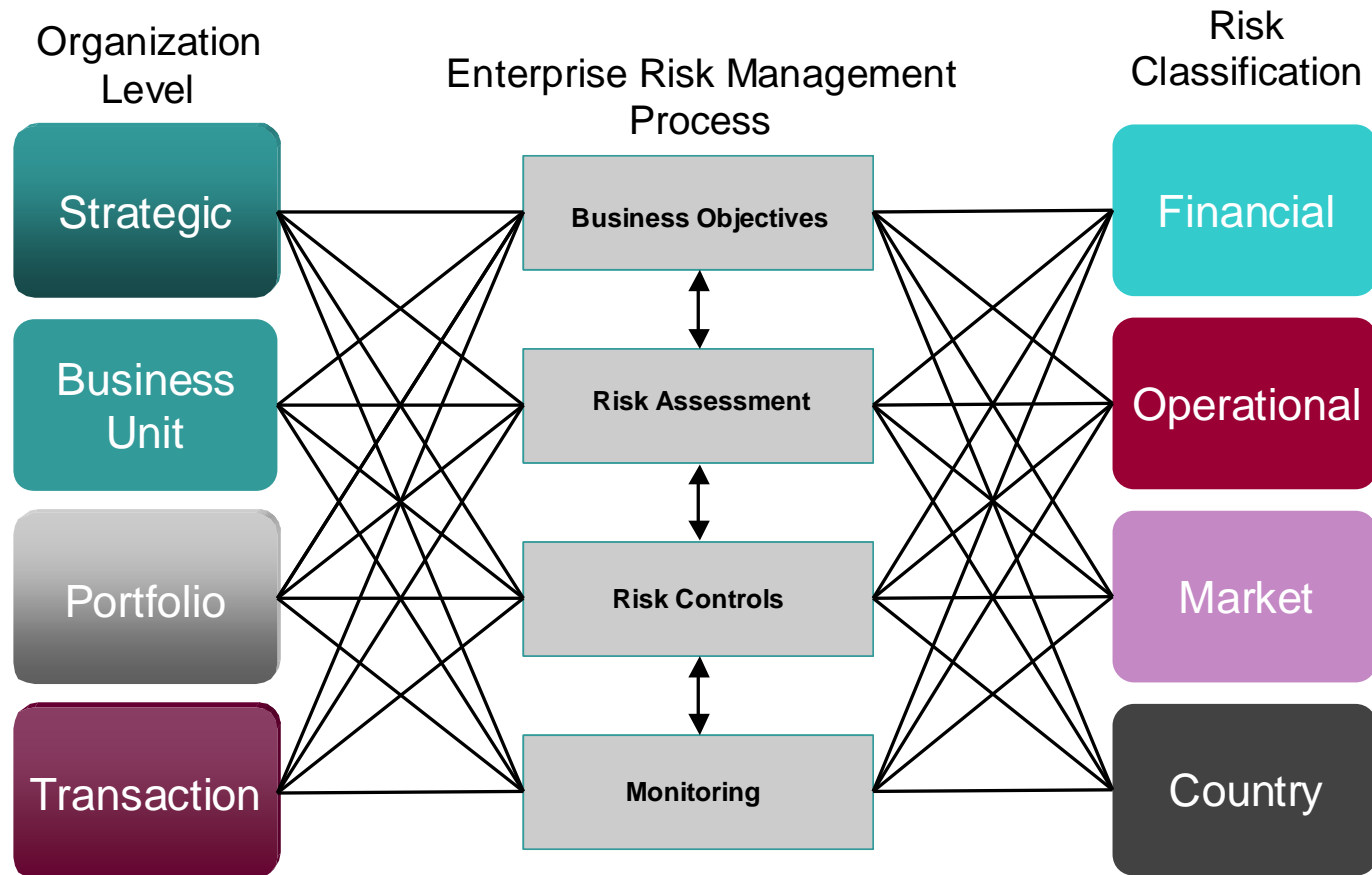 Organization
Level
Enterprise Risk Management
Process
Risk
Classification
Strategic
Business Objectives
Financial
Business
Unit
Risk Assessment
Operational
Portfolio
Risk Controls
Market
Transaction
Monitoring
Country